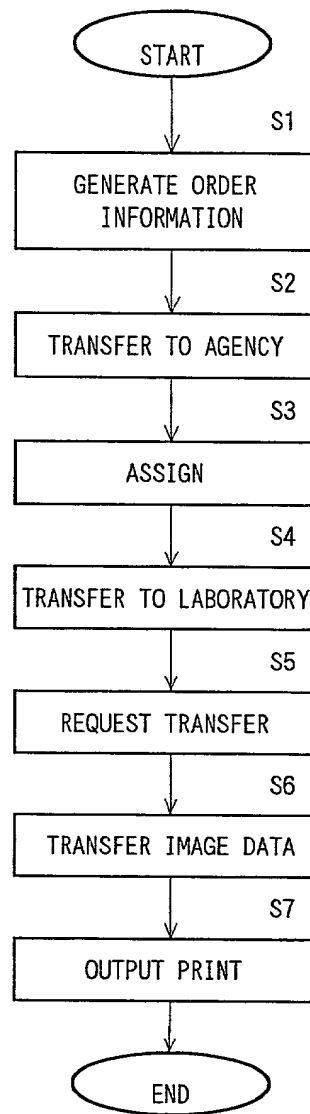 START
S1
GENERATE ORDER
INFORMATION
S2
TRANSFER TO AGENCY
S3
ASSIGN
S4
TRANSFER TO LABORATORY
S5
REQUEST TRANSFER
S6
TRANSFER IMAGE DATA
S7
OUTPUT PRINT
END